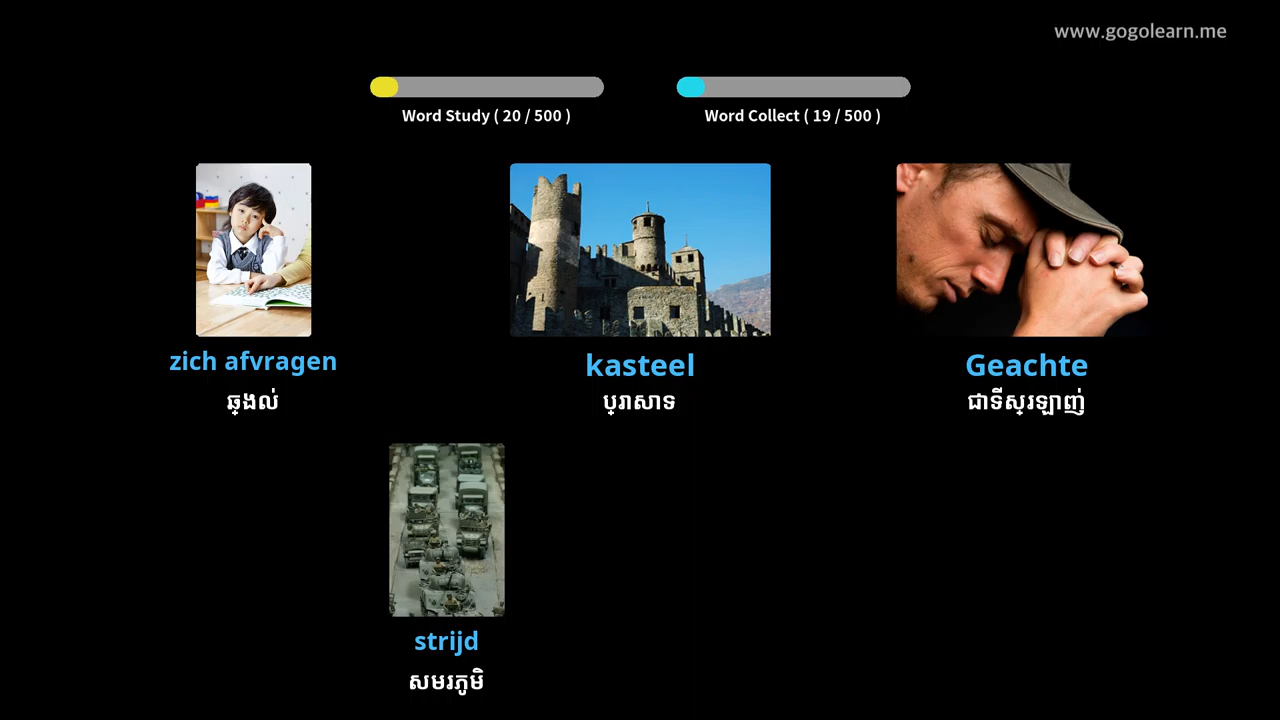 www.gogolearn.me
Word Study ( 20 / 500 )
Word Collect ( 19 / 500 )
zich afvragen
kasteel
Geachte
ឆ្ងល់
ប្រាសាទ
ជាទីស្រឡាញ់
strijd
សមរភូមិ